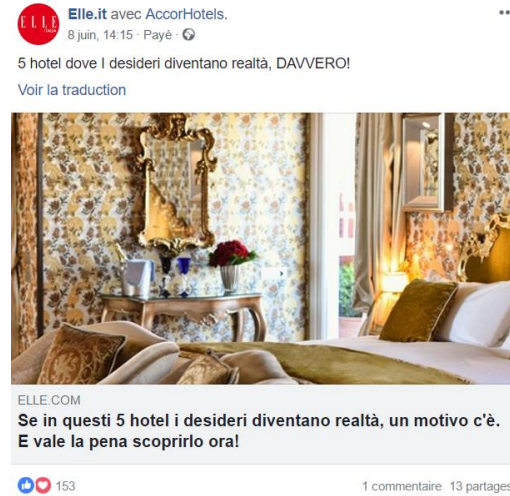 ELLE
ITALIA
Elle.it avec AccorHotels.
8 juin, 14:15 · Payé ·
5 hotel dove I desideri diventano realtà, DAVVERO!
Voir la traduction
ELLE.COM
Se in questi 5 hotel i desideri diventano realtà, un motivo c'è.
E vale la pena scoprirlo ora!
153
1 commentaire 13 partages